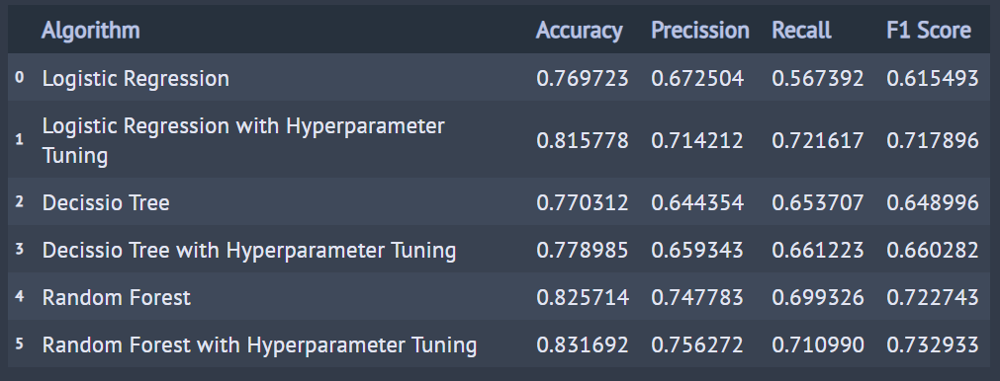 Algorithm Accuracy Precission Recall F1 Score
0 Logistic Regression 0.769723 0.672504 0.567392 0.615493
1 Logistic Regression with Hyperparameter Tuning 0.815778 0.714212 0.721617 0.717896
2 Decissio Tree 0.770312 0.644354 0.653707 0.648996
3 Decissio Tree with Hyperparameter Tuning 0.778985 0.659343 0.661223 0.660282
4 Random Forest 0.825714 0.747783 0.699326 0.722743
5 Random Forest with Hyperparameter Tuning 0.831692 0.756272 0.710990 0.732933